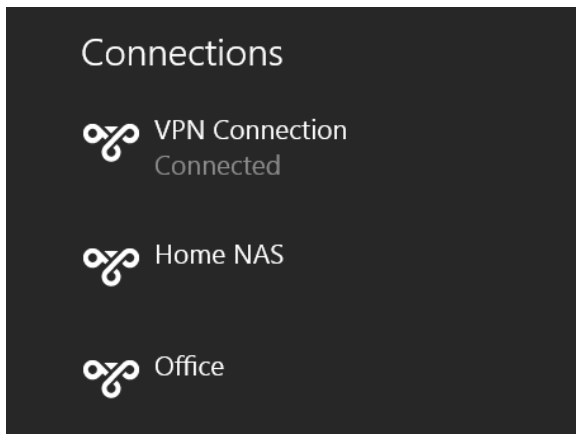 Connections
VPN Connection
Connected
Home NAS
Office